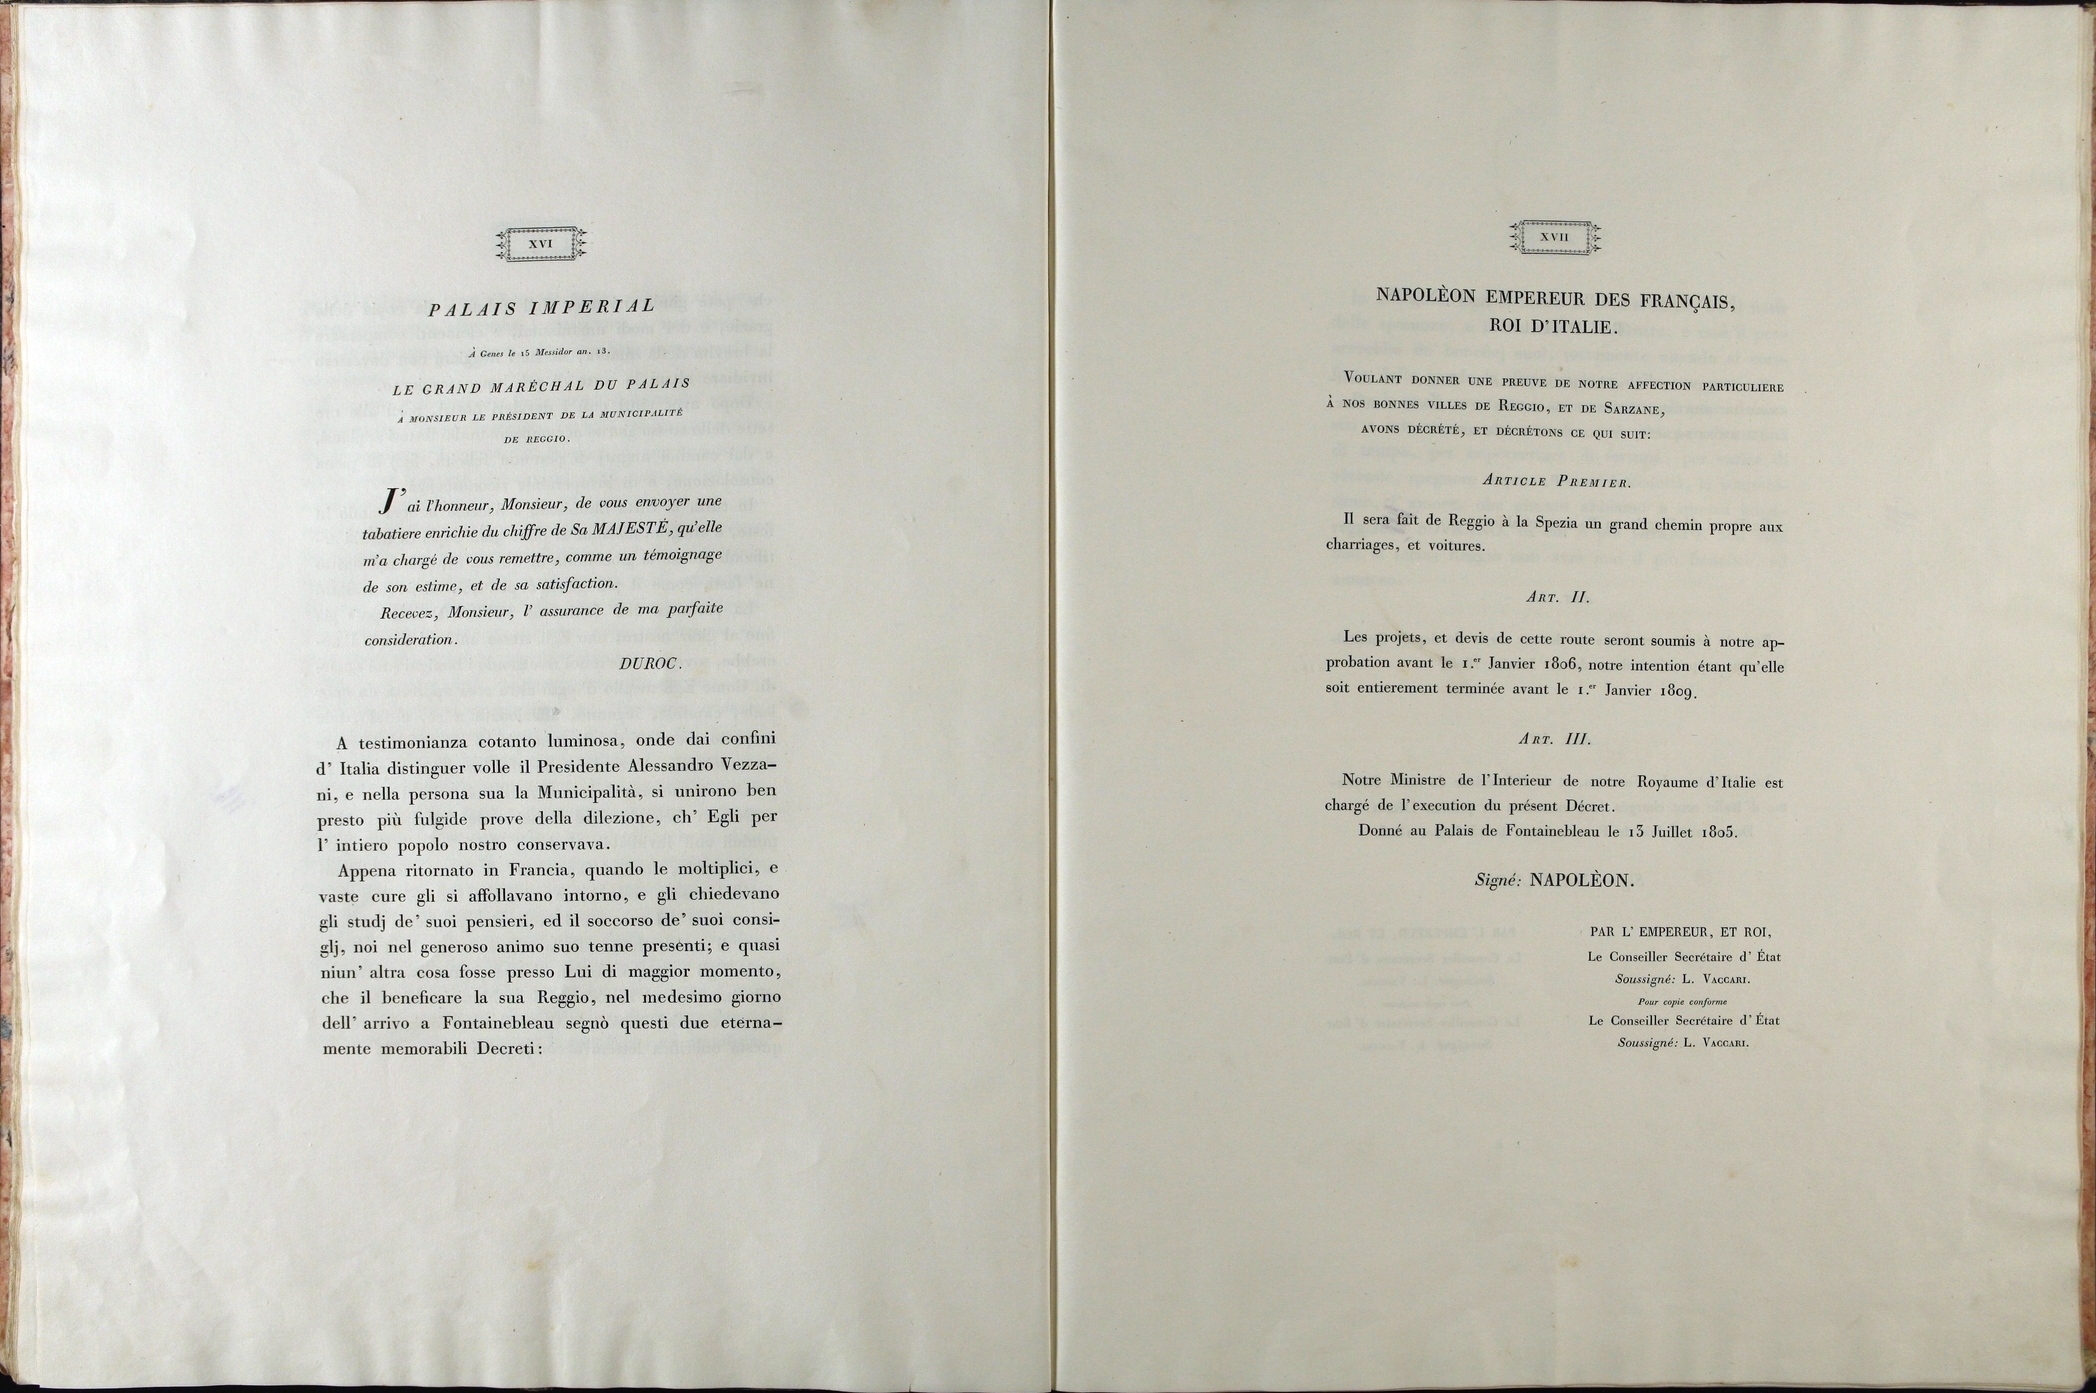 XVI
PALAIS IMPERIAL
À Genes le 15 Messidor an. 13.
LE GRAND MARÉCHAL DU PALAIS
À MONSIEUR LE PRÉSIDENT DE LA MUNICIPALITÉ
DE REGGIO.
J' ai l'honneur, Monsieur, de vous envoyer une
tabatiere enrichie du chiffre de Sa MAJESTÉ, qu'elle
m'a chargé de vous remettre, comme un témoignage
de son estime, et de sa satisfaction.
Recevez, Monsieur, l' assurance de ma parfaite
consideration.
DUROC.
A testimonianza cotanto luminosa, onde dai confini
d' Italia distinguer volle il Presidente Alessandro Vezza-
ni, e nella persona sua la Municipalità, si unirono ben
presto più fulgide prove della dilezione, ch' Egli per
l' intiero popolo nostro conservava.
Appena ritornato in Francia, quando le moltiplici, e
vaste cure gli si affollavano intorno, e gli chiedevano
gli studj de' suoi pensieri, ed il soccorso de' suoi consi-
glj, noi nel generoso animo suo tenne presenti; e quasi
niun' altra cosa fosse presso Lui di maggior momento,
che il beneficare la sua Reggio, nel medesimo giorno
dell' arrivo a Fontainebleau segnò questi due eterna-
mente memorabili Decreti:
XVII
NAPOLÈON EMPEREUR DES FRANÇAIS,
ROI D'ITALIE.
VOULANT DONNER UNE PREUVE DE NOTRE AFFECTION PARTICULIERE
À NOS BONNES VILLES DE REGGIO, ET DE SARZANE,
AVONS DÉCRÉTÉ, ET DÉCRÉTONS CE QUI SUIT:
ARTICLE PREMIER.
Il sera fait de Reggio à la Spezia un grand chemin propre aux
charriages, et voitures.
ART. II.
Les projets, et devis de cette route seront soumis à notre ap-
probation avant le 1.er Janvier 1806, notre intention étant qu'elle
soit entierement terminée avant le 1.er Janvier 1809.
ART. III.
Notre Ministre de l'Interieur de notre Royaume d'Italie est
chargé de l'execution du présent Décret.
Donné au Palais de Fontainebleau le 13 Juillet 1805.
Signé: NAPOLÈON.
PAR L' EMPEREUR, ET ROI,
Le Conseiller Secrétaire d' État
Soussigné: L. VACCARI.
Pour copie conforme
Le Conseiller Secrétaire d' État
Soussigné: L. VACCARI.